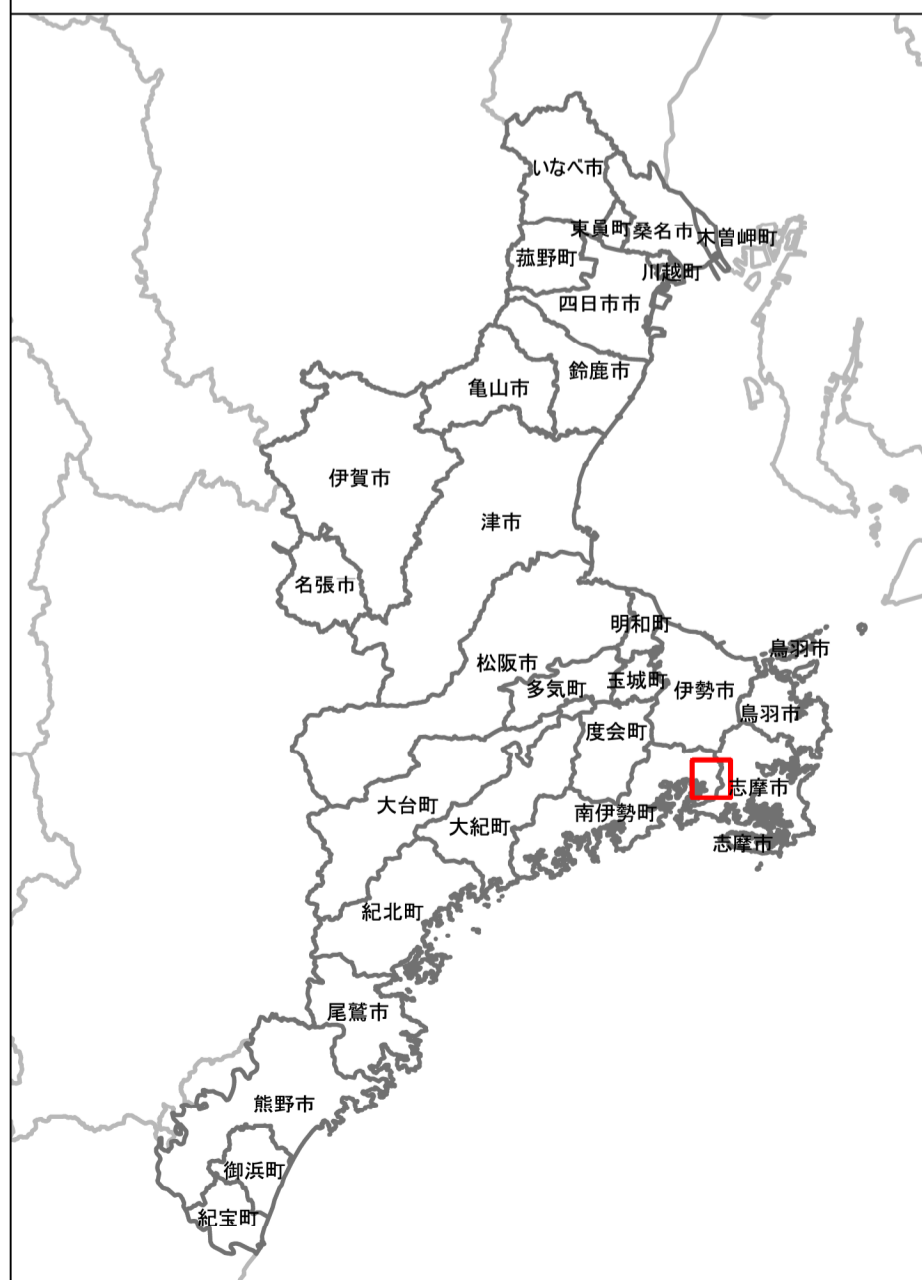 いなべ市
東員町
桑名市
木曽岬町
菰野町
川越町
四日市市
鈴鹿市
亀山市
伊賀市
津市
名張市
明和町
鳥羽市
松阪市
玉城町
多気町
伊勢市
鳥羽市
度会町
志摩市
大台町
南伊勢町
大紀町
志摩市
紀北町
尾鷲市
熊野市
御浜町
紀宝町